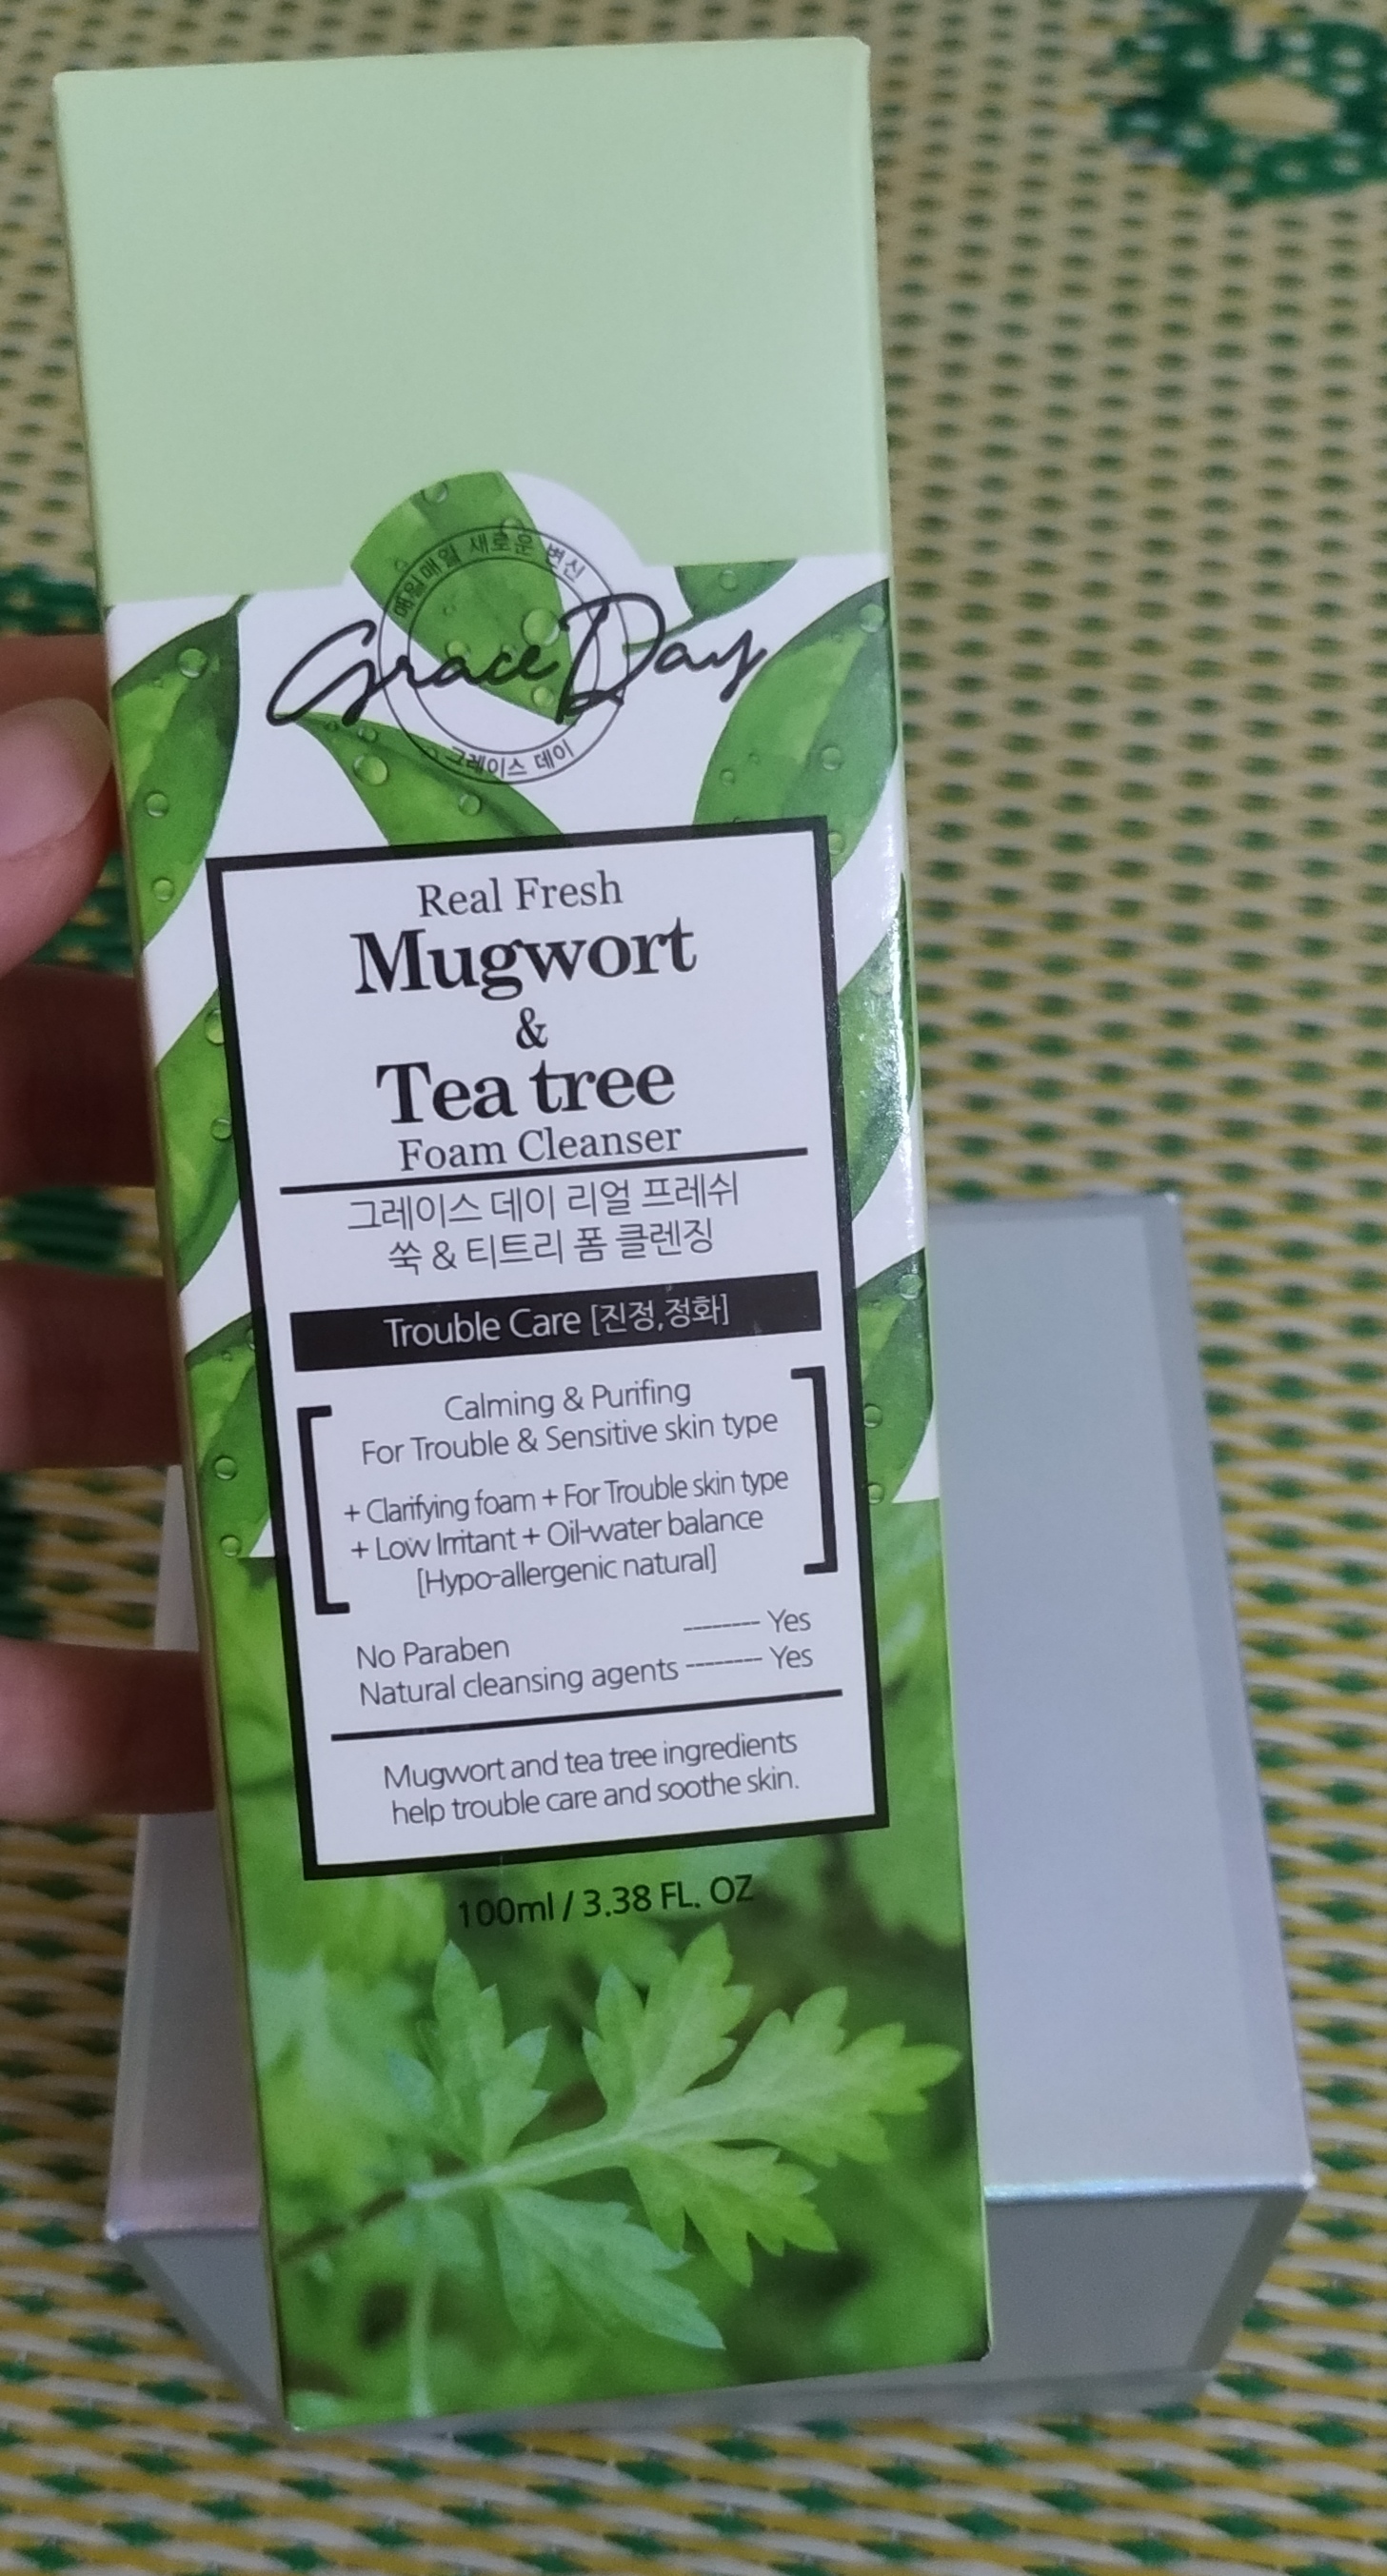 매일매일 새로운 변신
Grace Day
그레이스 데이
Real Fresh
Mugwort
&
Tea tree
Foam Cleanser
그레이스 데이 리얼 프레쉬
쑥 & 티트리 폼 클렌징
Trouble Care [진정,정화]
Calming & Purifing
For Trouble & Sensitive skin type
+ Clarifying foam + For Trouble skin type
+ Low Irritant + Oil-water balance
[Hypo-allergenic natural]
No Paraben -------- Yes
Natural cleansing agents -------- Yes
Mugwort and tea tree ingredients
help trouble care and soothe skin.
100ml / 3.38 FL. OZ